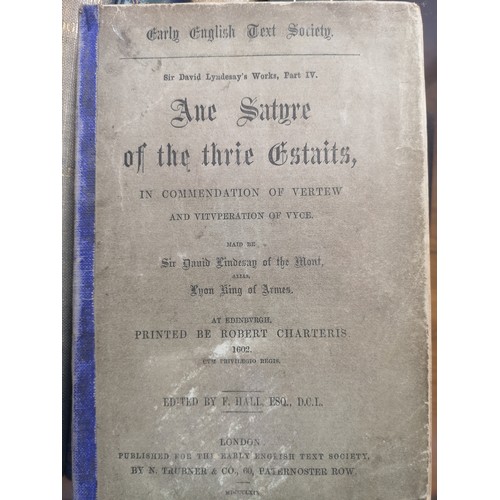 Early English Text Society.
Sir David Lyndesay's Works, Part IV.
Ane Satyre
of the thrie Estaits,
IN COMMENDATION OF VERTEW
AND VITVPERATION OF VYCE.
MAID BE
Sir Dauid Lindesay of the Mont,
ALIAS,
Lyon King of Armes.
AT EDINBVRGH,
PRINTED BE ROBERT CHARTERIS
1602.
CVM PRIVILEGIO REGIS.
EDITED BY F. HALL, ESQ., D.C.L.
LONDON
PUBLISHED FOR THE EARLY ENGLISH TEXT SOCIETY,
BY N. TRÜBNER & CO., 60, PATERNOSTER ROW.